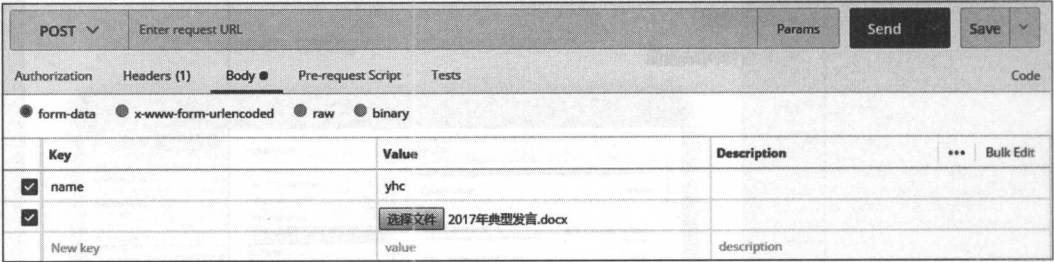 POST Enter request URL Params Send Save
Authorization Headers (1) Body Pre-request Script Tests Code
form-data x-www-form-urlencoded raw binary
Key Value Description ••• Bulk Edit
name yhc
选择文件 2017年典型发言.docx
New key value description